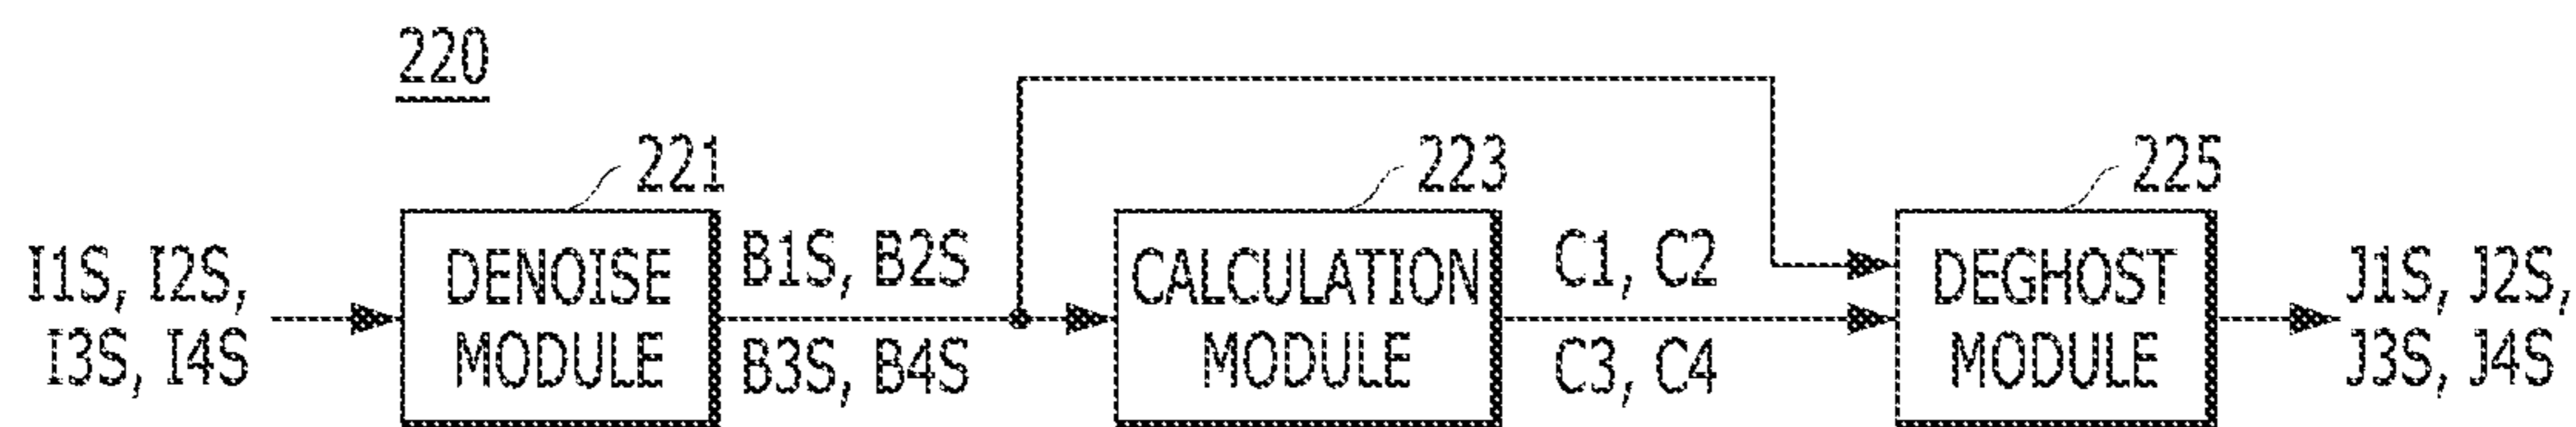 220
221
223
225
I1S, I2S,
I3S, I4S
DENOISE
MODULE
B1S, B2S
B3S, B4S
CALCULATION
MODULE
C1, C2
C3, C4
DEGHOST
MODULE
J1S, J2S,
J3S, J4S